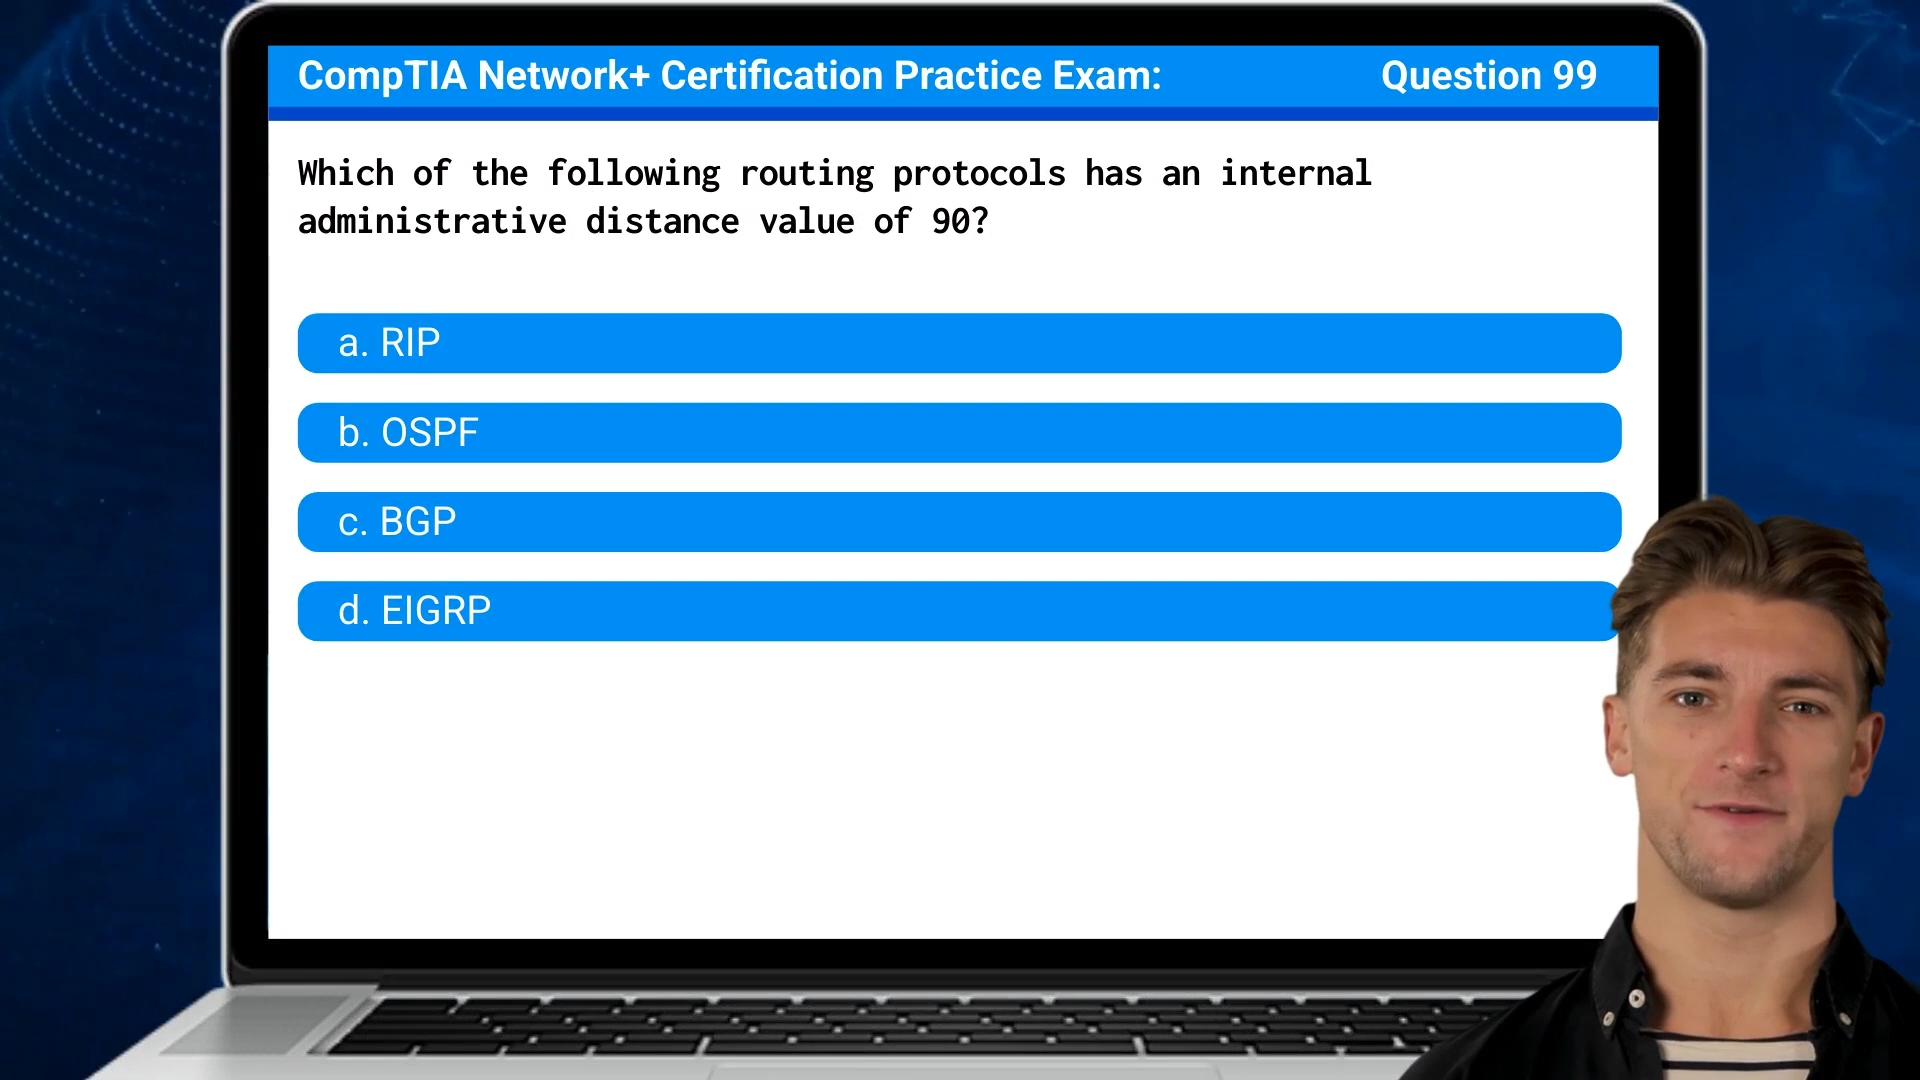 CompTIA Network+ Certification Practice Exam: Question 99
Which of the following routing protocols has an internal
administrative distance value of 90?
a. RIP
b. OSPF
c. BGP
d. EIGRP